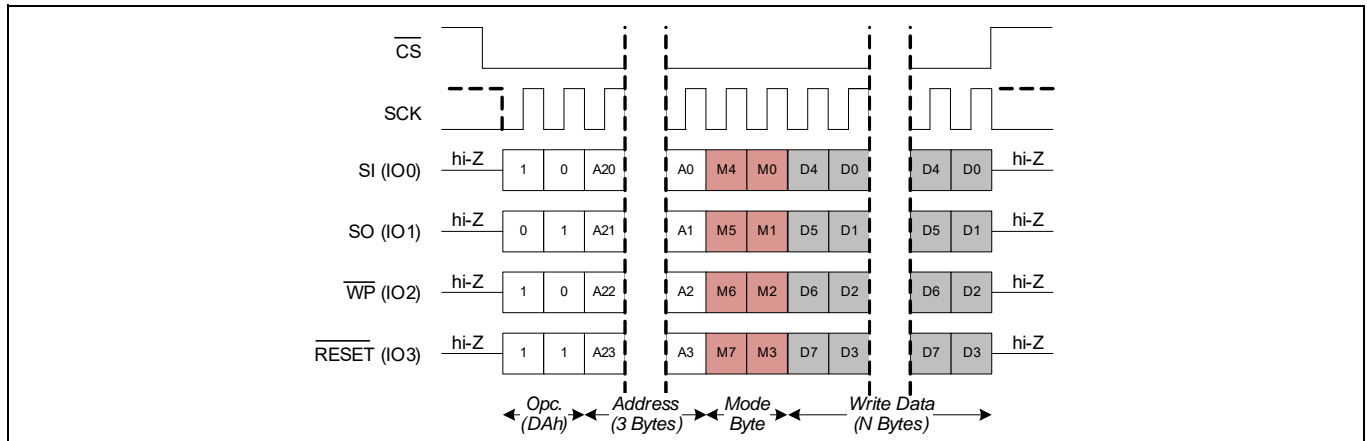 CS
SCK
SI (IO0) hi-Z 1 0 A20 A0 M4 M0 D4 D0 D4 D0 hi-Z
SO (IO1) hi-Z 0 1 A21 A1 M5 M1 D5 D1 D5 D1 hi-Z
WP (IO2) hi-Z 1 0 A22 A2 M6 M2 D6 D2 D6 D2 hi-Z
RESET (IO3) hi-Z 1 1 A23 A3 M7 M3 D7 D3 D7 D3 hi-Z
Opc. Address Mode Write Data
(DAh) (3 Bytes) Byte (N Bytes)